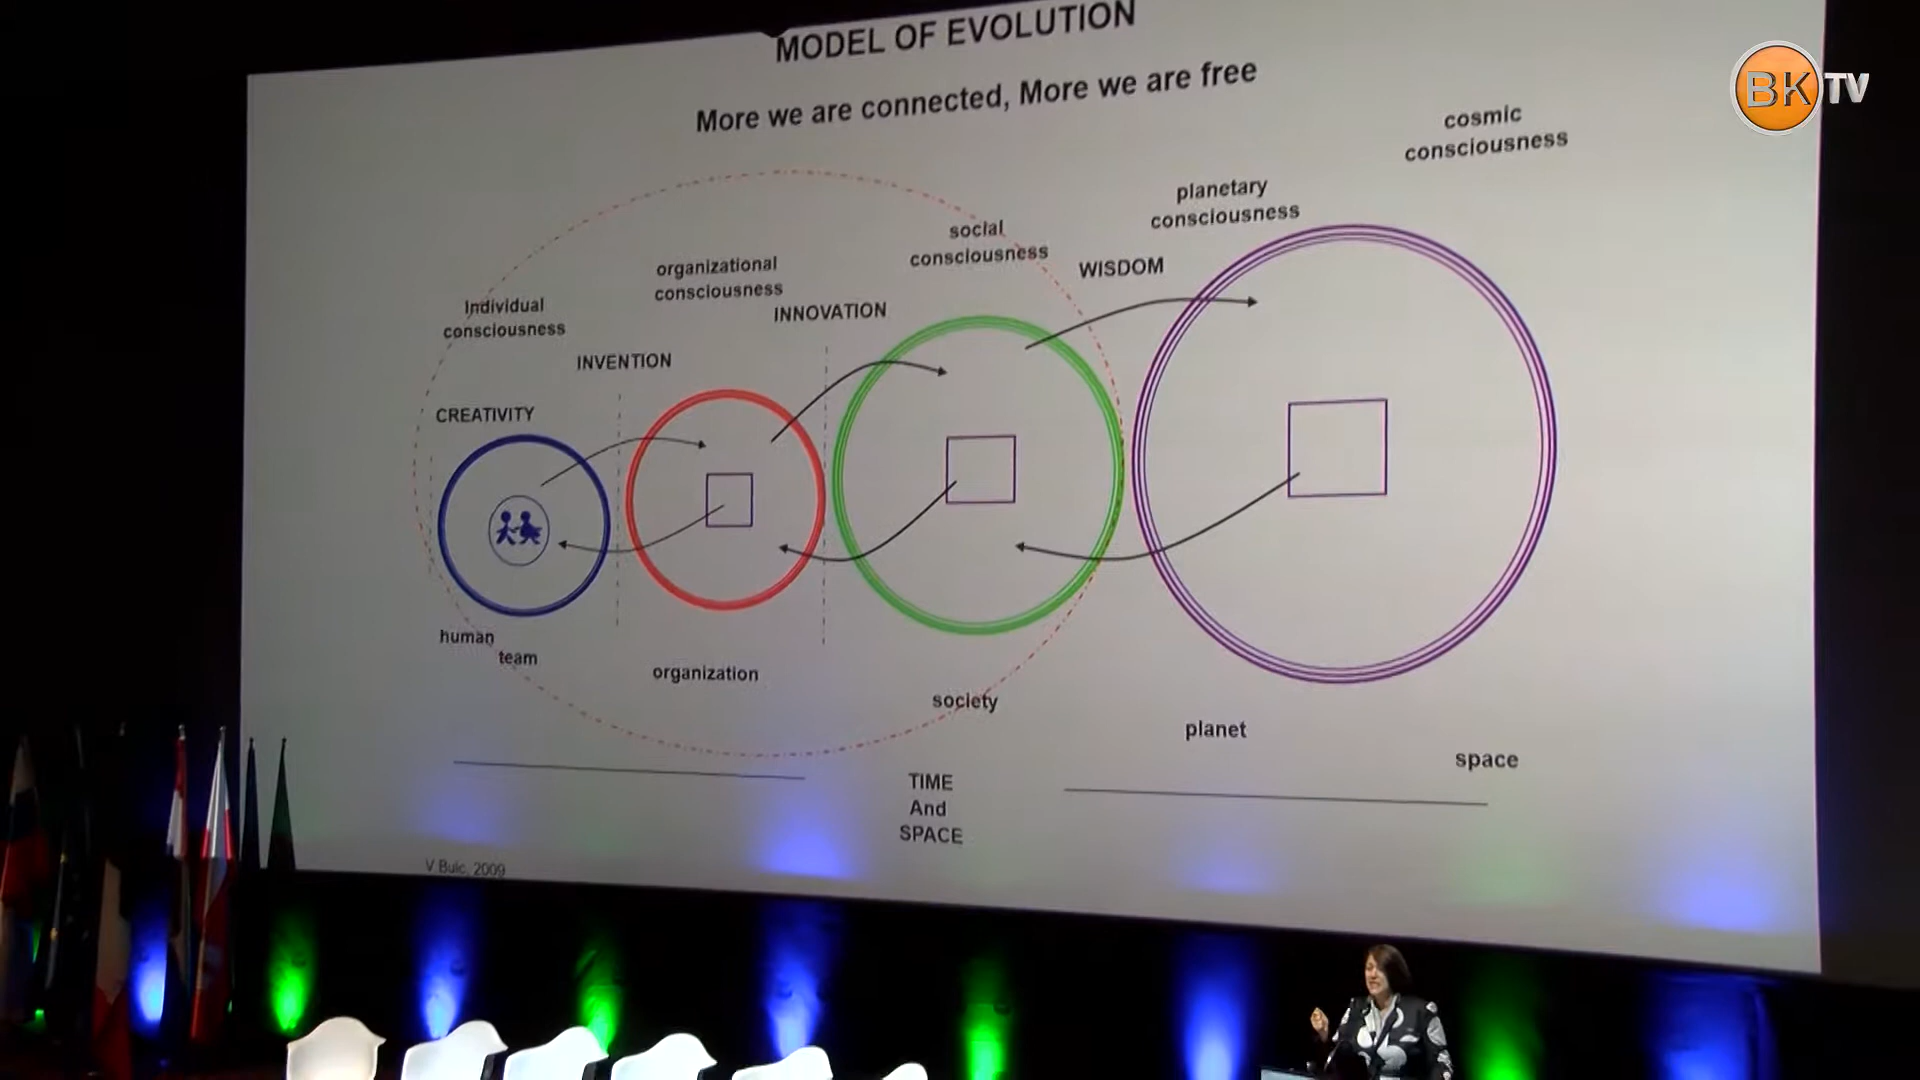 MODEL OF EVOLUTION
More we are connected, More we are free
BK TV
cosmic
consciousness
planetary
consciousness
social
consciousness
WISDOM
organizational
consciousness
INNOVATION
Individual
consciousness
INVENTION
CREATIVITY
human
team
organization
society
planet
space
TIME
And
SPACE
V Bulc, 2009